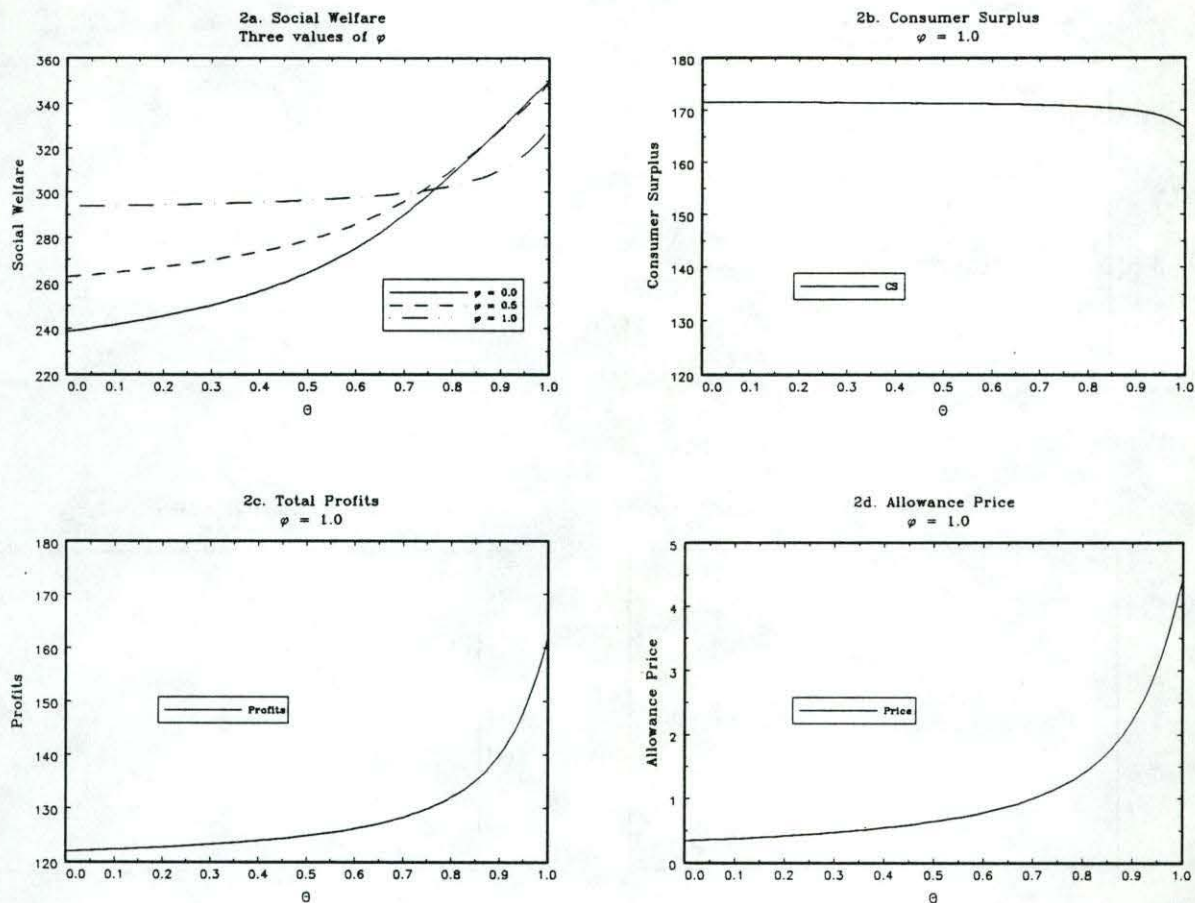 2a. Social Welfare
Three values of φ
360
340
320
300
280
260
240
220
Social Welfare
φ = 0.0
φ = 0.5
φ = 1.0
0.0 0.1 0.2 0.3 0.4 0.5 0.6 0.7 0.8 0.9 1.0
Θ
2b. Consumer Surplus
φ = 1.0
180
170
160
150
140
135
130
120
Consumer Surplus
CS
0.0 0.1 0.2 0.3 0.4 0.5 0.6 0.7 0.8 0.9 1.0
Θ
2c. Total Profits
φ = 1.0
180
170
160
150
140
130
120
Profits
Profits
0.0 0.1 0.2 0.3 0.4 0.5 0.6 0.7 0.8 0.9 1.0
Θ
2d. Allowance Price
φ = 1.0
5
4
3
2
1
0
Allowance Price
Price
0.0 0.1 0.2 0.3 0.4 0.5 0.6 0.7 0.8 0.9 1.0
Θ